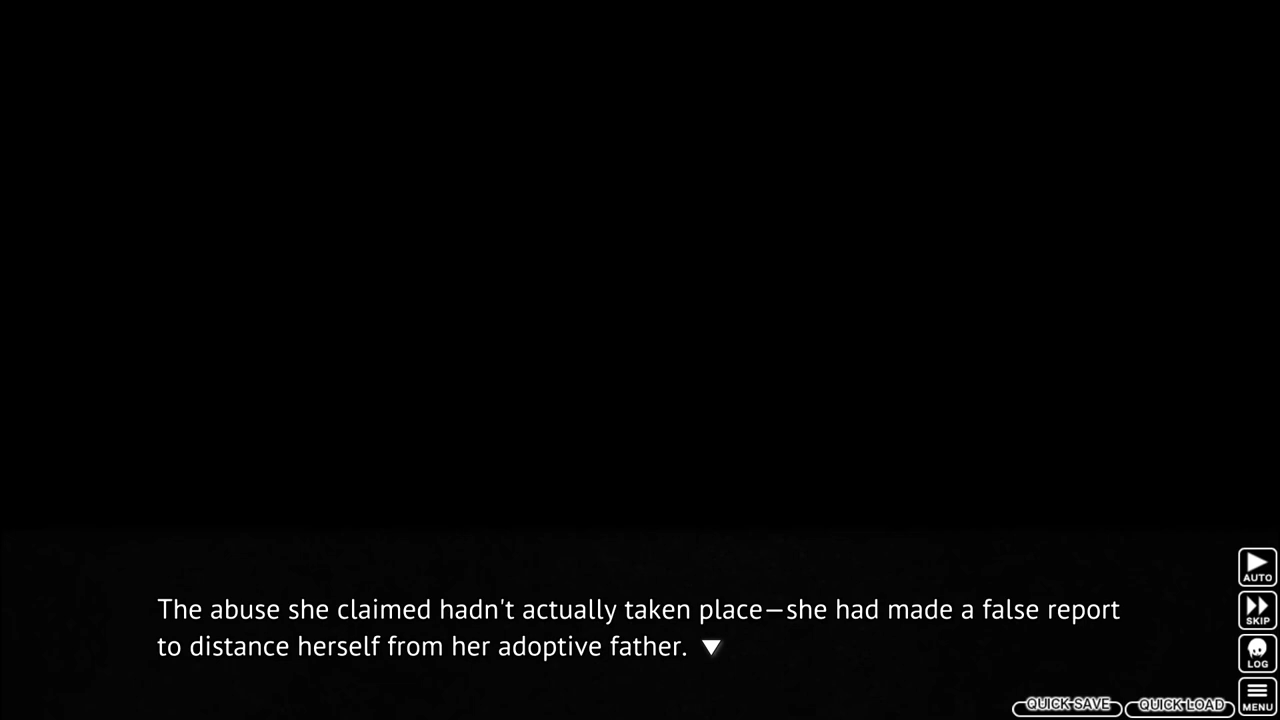 The abuse she claimed hadn't actually taken place—she had made a false report
to distance herself from her adoptive father.
AUTO
SKIP
LOG
MENU
QUICK SAVE QUICK LOAD